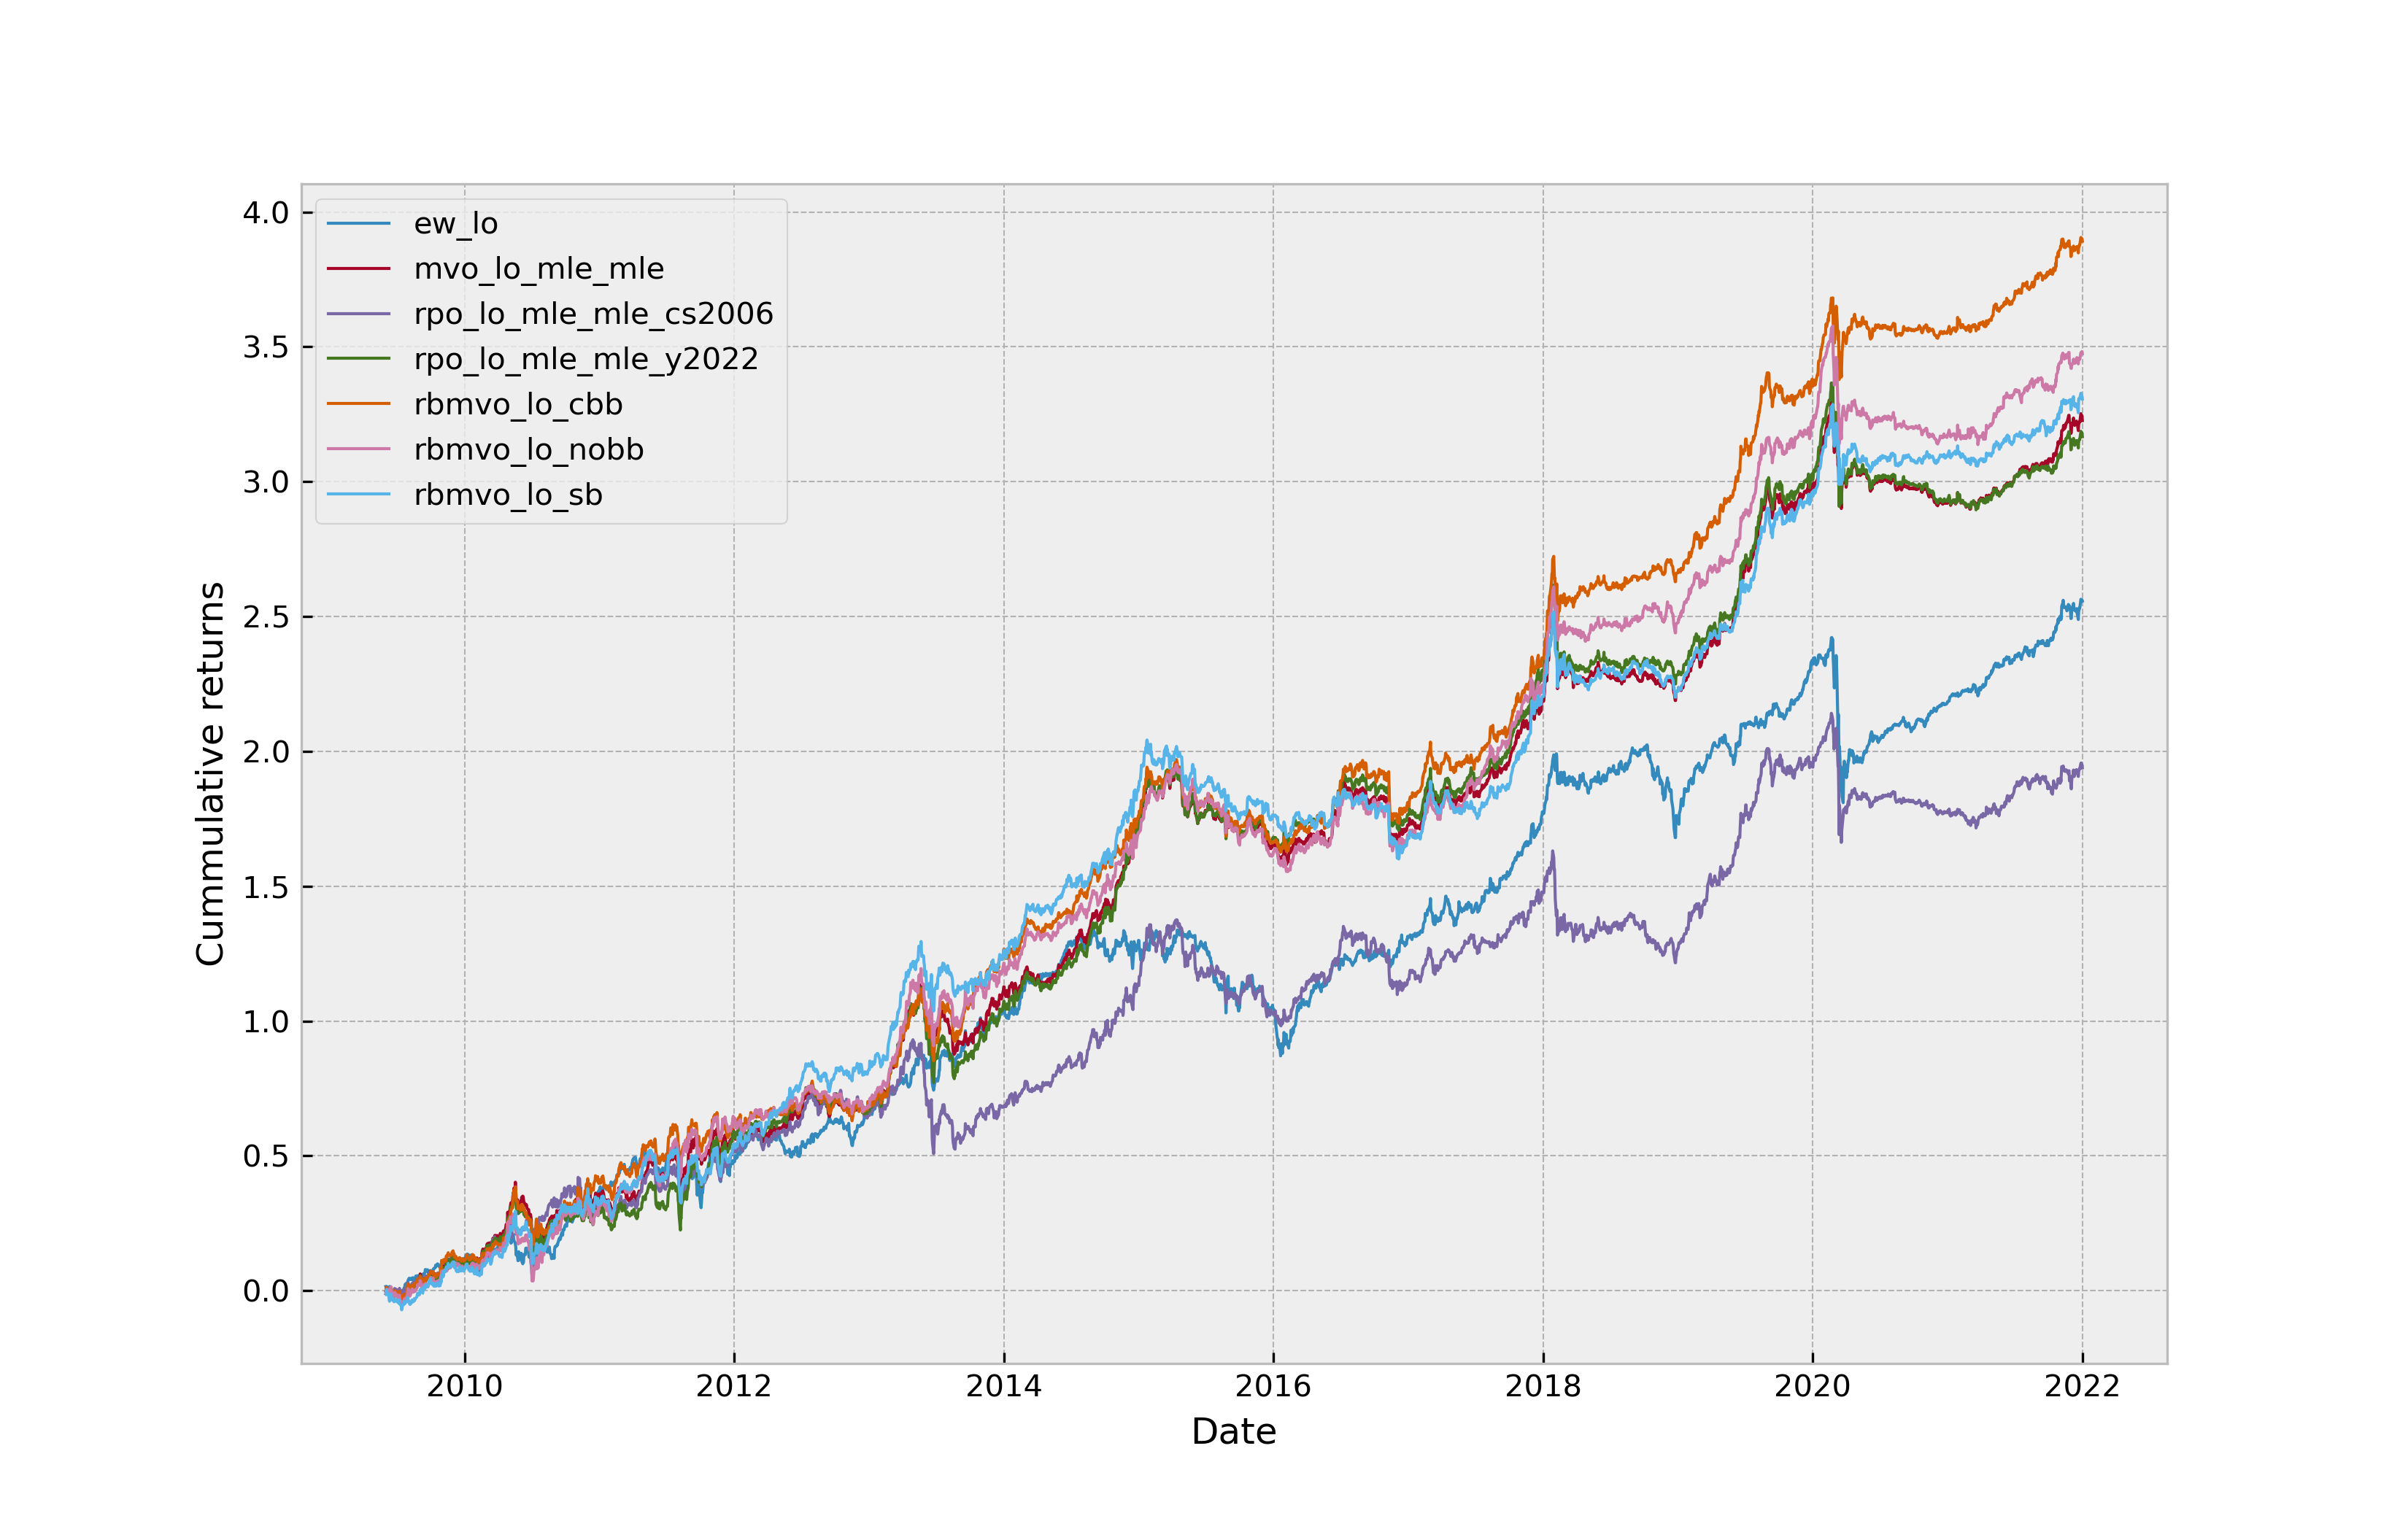 4.0
3.5
3.0
2.5
2.0
1.5
1.0
0.5
0.0
Cummulative returns
ew_lo
mvo_lo_mle_mle
rpo_lo_mle_mle_cs2006
rpo_lo_mle_mle_y2022
rbmvo_lo_cbb
rbmvo_lo_nobb
rbmvo_lo_sb
2010 2012 2014 2016 2018 2020 2022
Date